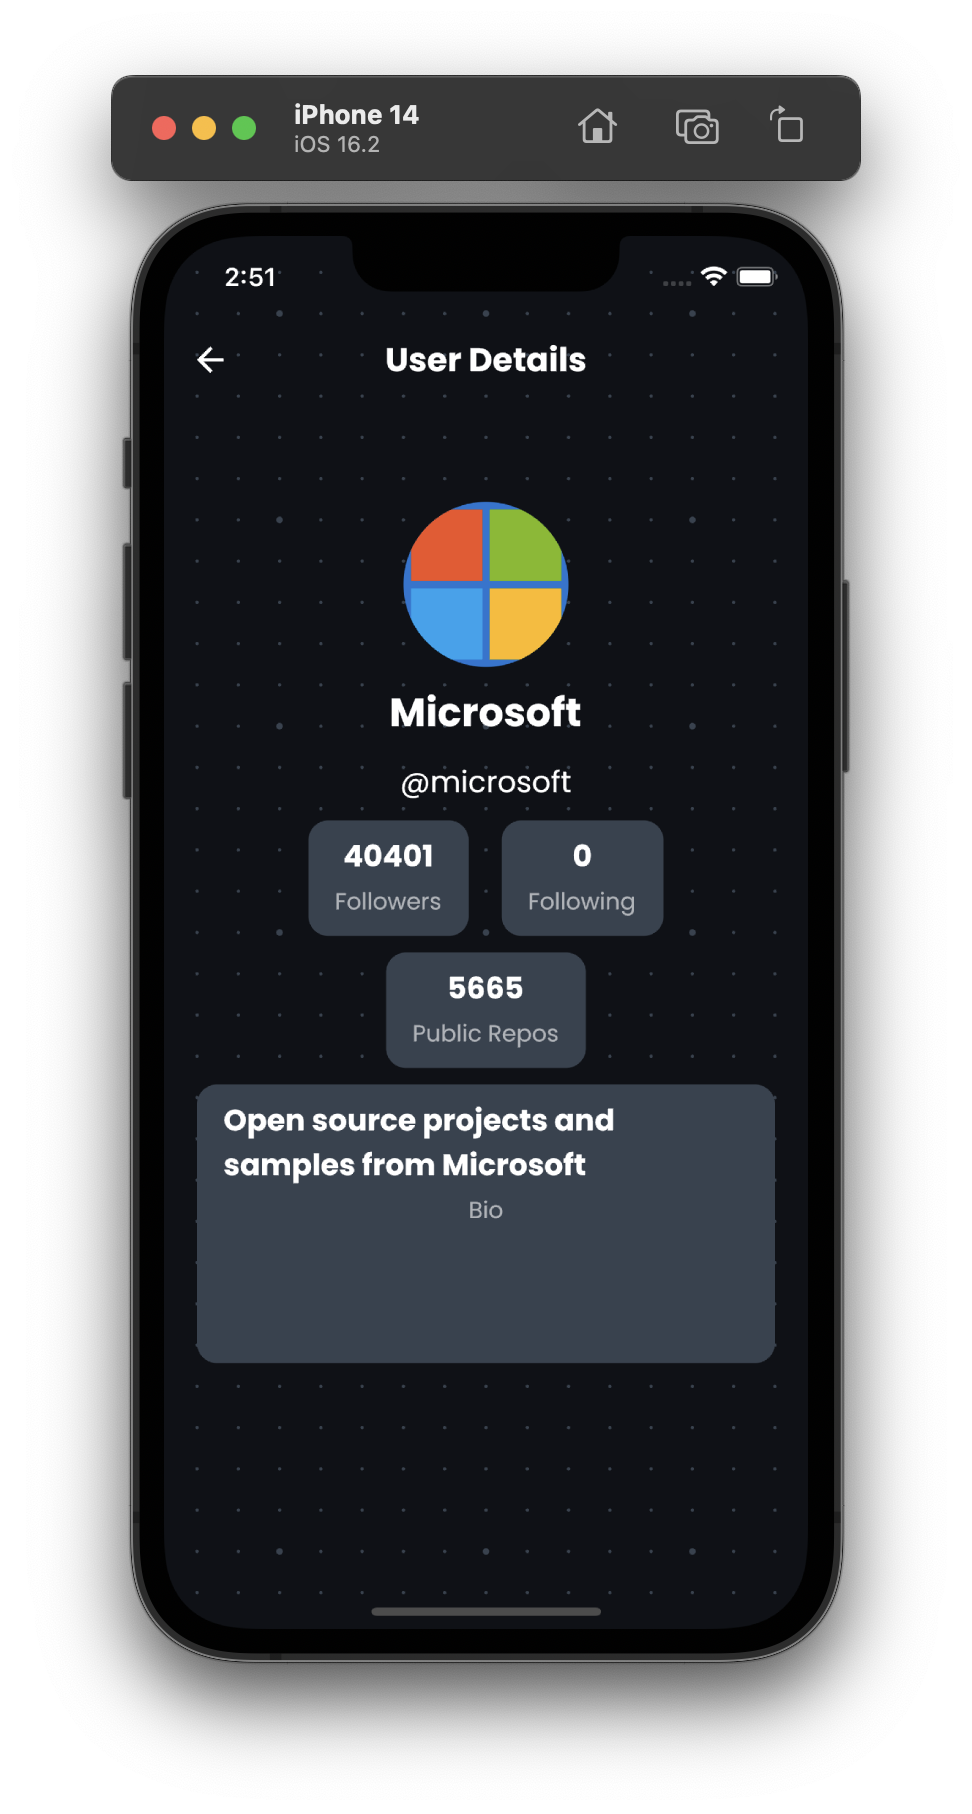 iPhone 14
iOS 16.2
2:51
User Details
Microsoft
@microsoft
40401
Followers
0
Following
5665
Public Repos
Open source projects and
samples from Microsoft
Bio